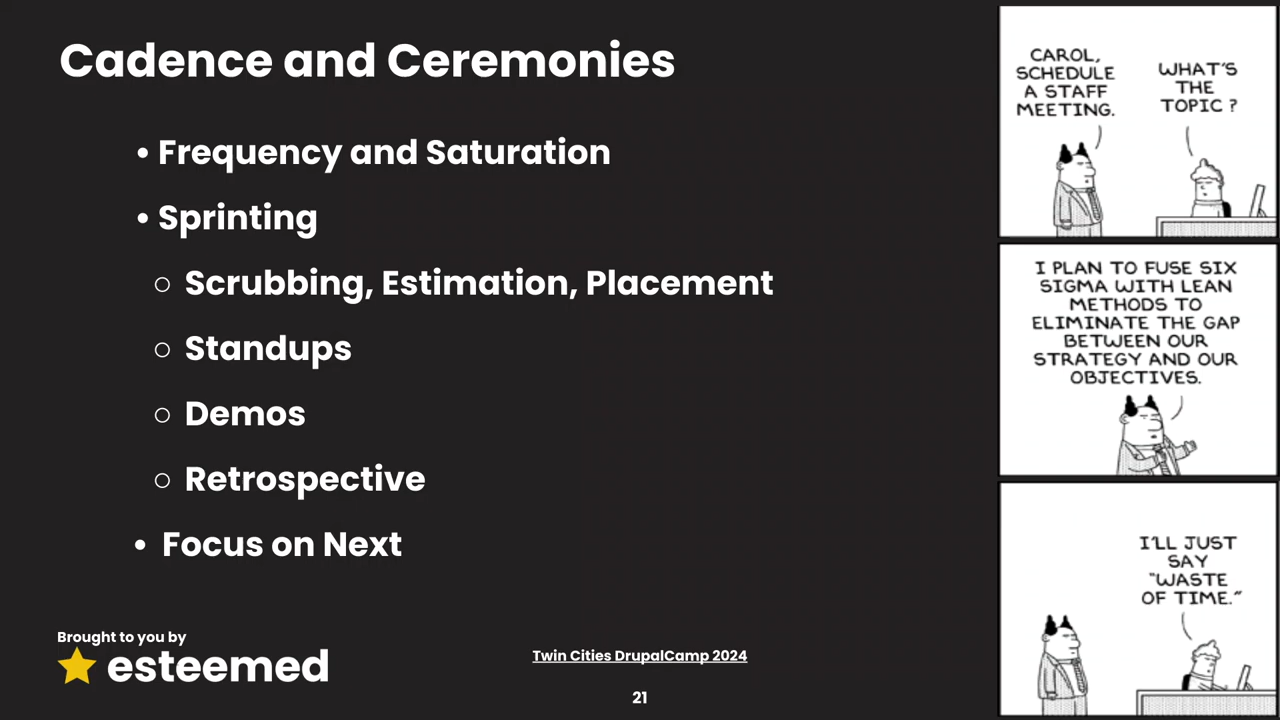 Cadence and Ceremonies
• Frequency and Saturation
• Sprinting
○ Scrubbing, Estimation, Placement
○ Standups
○ Demos
○ Retrospective
• Focus on Next
Brought to you by
esteemed
Twin Cities DrupalCamp 2024
21
CAROL,
SCHEDULE
A STAFF
MEETING.
WHAT'S
THE
TOPIC ?
I PLAN TO FUSE SIX
SIGMA WITH LEAN
METHODS TO
ELIMINATE THE GAP
BETWEEN OUR
STRATEGY AND OUR
OBJECTIVES.
I'LL JUST
SAY
"WASTE
OF TIME."